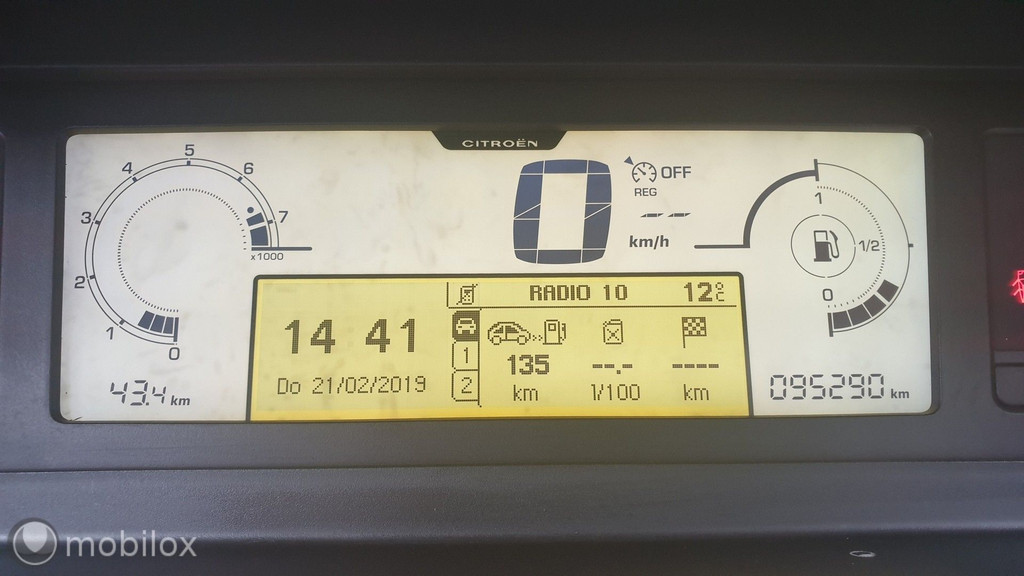 CITROËN
5
4
6
3
7
2
x1000
1
0
43.4 km
0
OFF
REG
-- --
km/h
1
1/2
0
RADIO 10
12°C
14 41
1
2
135
--.-
----
Do 21/02/2019
km
l/100
km
095290 km
mobilox